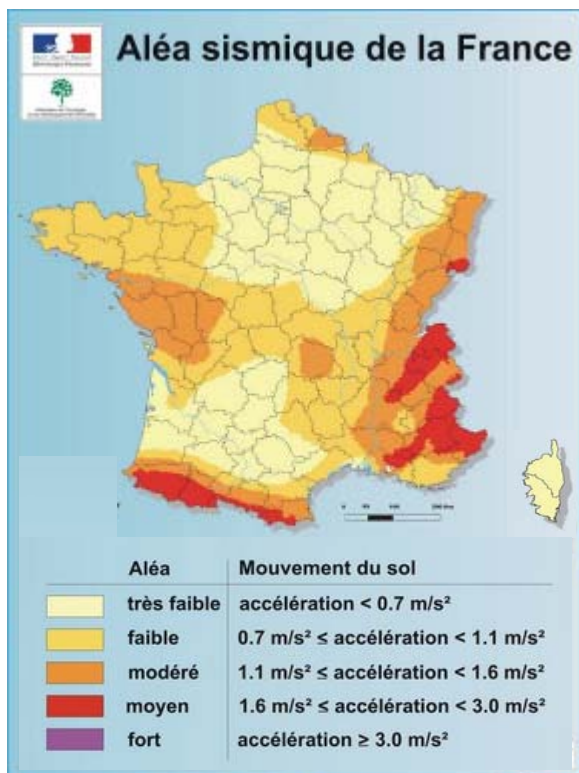 Aléa sismique de la France
Aléa Mouvement du sol
très faible accélération < 0.7 m/s²
faible 0.7 m/s² ≤ accélération < 1.1 m/s²
modéré 1.1 m/s² ≤ accélération < 1.6 m/s²
moyen 1.6 m/s² ≤ accélération < 3.0 m/s²
fort accélération ≥ 3.0 m/s²